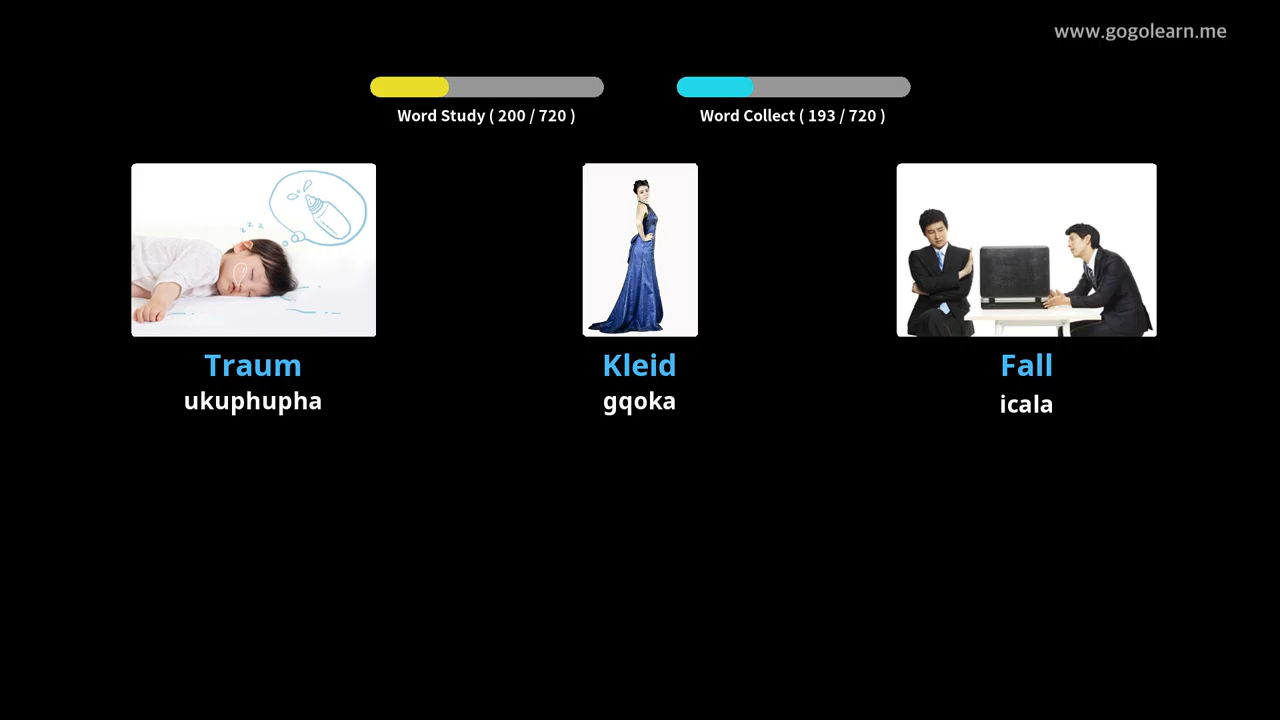 www.gogolearn.me
Word Study ( 200 / 720 )
Word Collect ( 193 / 720 )
z z z
Traum
Kleid
Fall
ukuphupha
gqoka
icala